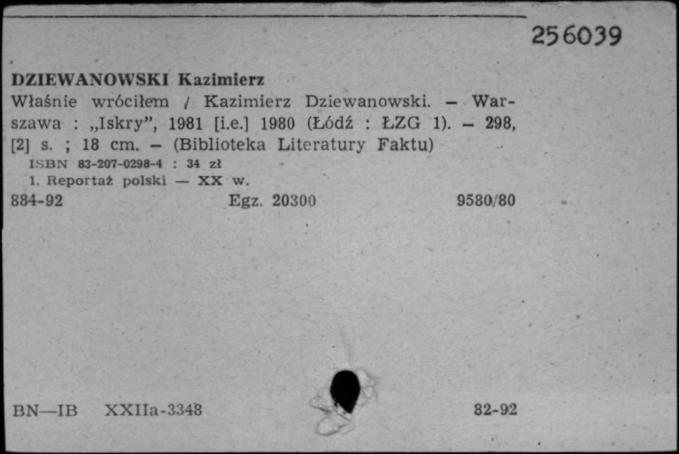 256039
DZIEWANOWSKI Kazimierz
Właśnie wróciłem / Kazimierz Dziewanowski. — War-
szawa : „Iskry”, 1981 [i.e.] 1980 (Łódź : ŁZG 1). — 298,
[2] s. ; 18 cm. — (Biblioteka Literatury Faktu)
ISBN 83-207-0298-4 : 34 zł
1. Reportaż polski — XX w.
884-92 Egz. 20300 9580/80
BN—IB XXIIa-3348 82-92